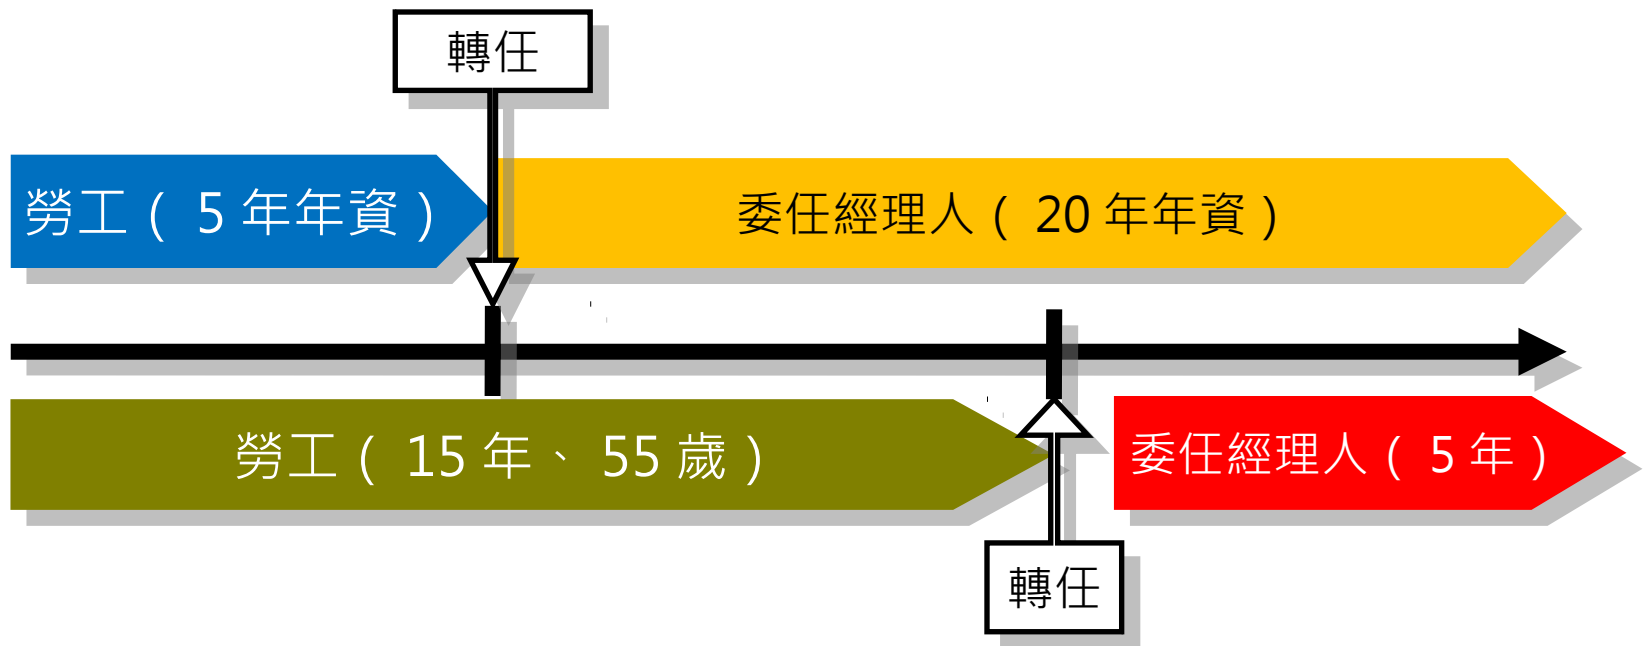 轉任
勞工（ 5 年年資）
委任經理人（ 20 年年資）
勞工（ 15 年、 55 歲）
委任經理人（ 5 年）
轉任